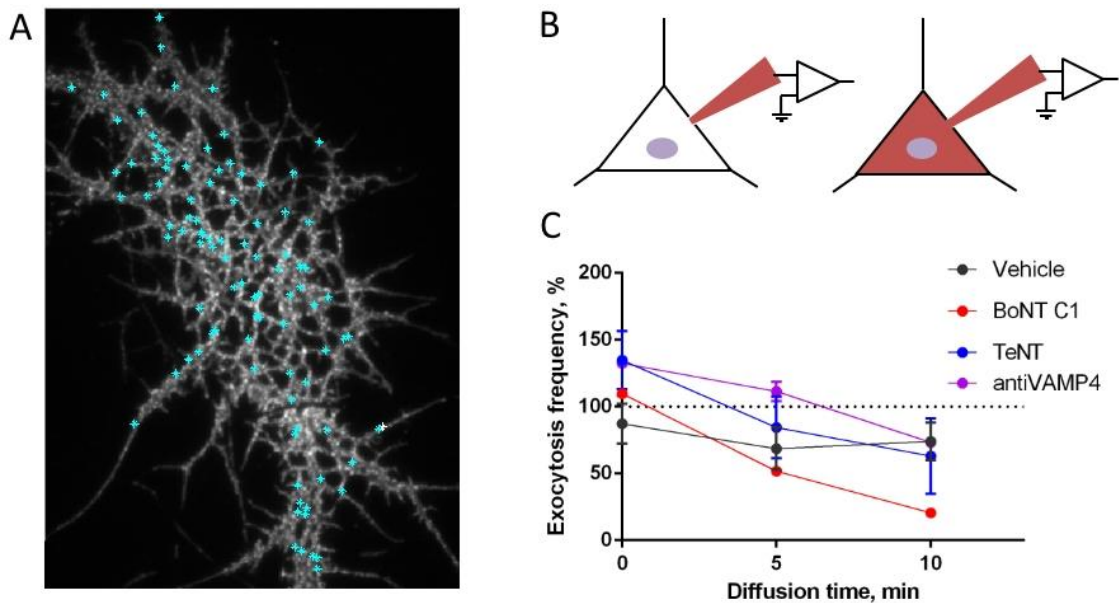 A
B
C
200
150
100
50
0
Exocytosis frequency, %
0 5 10
Diffusion time, min
Vehicle
BoNT C1
TeNT
antiVAMP4